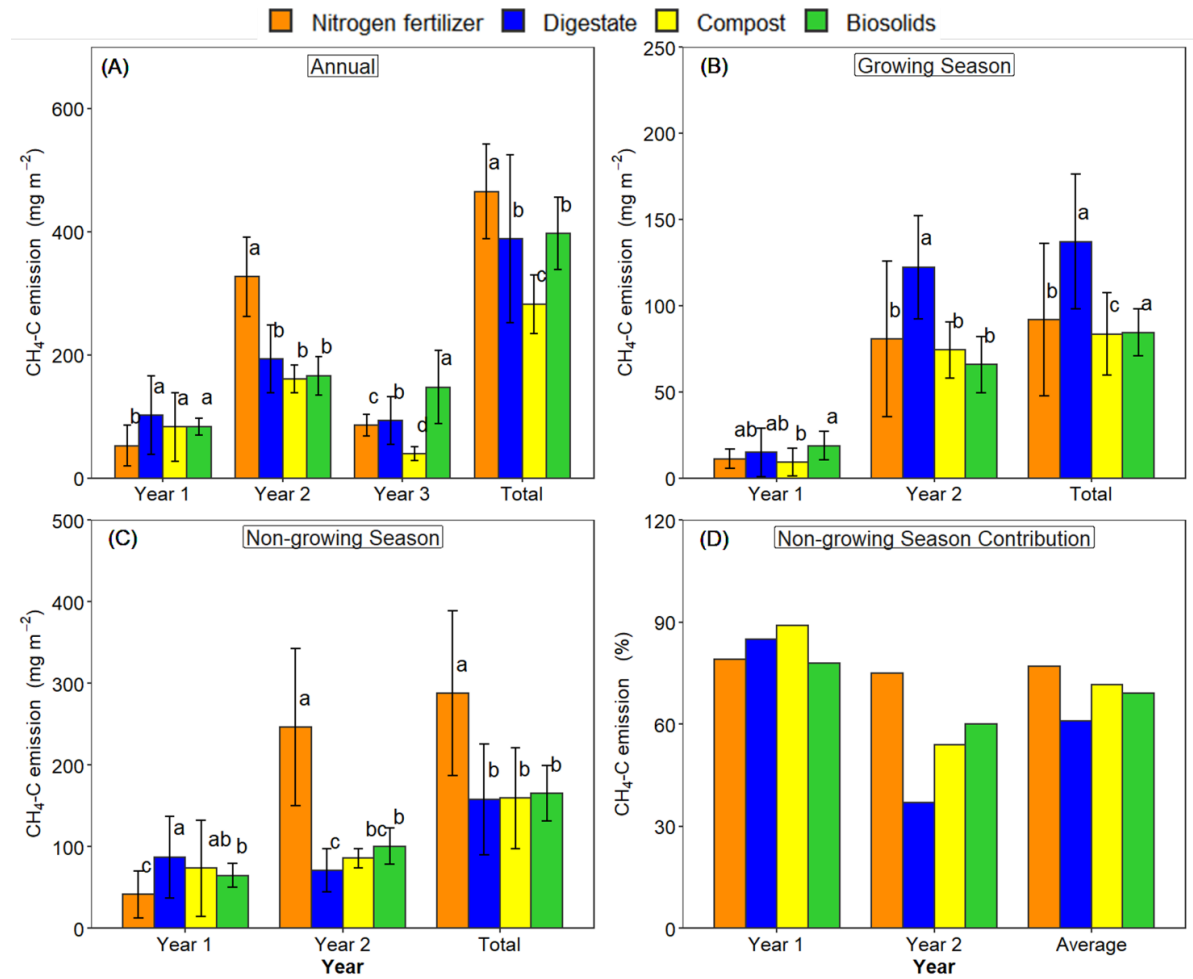 Nitrogen fertilizer Digestate Compost Biosolids
(A) Annual
CH₄-C emission (mg m⁻²)
600
400
200
0
b a a a
a b b b
c b d a
a b c b
Year 1 Year 2 Year 3 Total
(B) Growing Season
CH₄-C emission (mg m⁻²)
250
200
150
100
50
0
ab ab b a
b a b b
b a c a
Year 1 Year 2 Total
(C) Non-growing Season
CH₄-C emission (mg m⁻²)
500
400
300
200
100
0
c a ab b
a c bc b
a b b b
Year 1 Year 2 Total
Year
(D) Non-growing Season Contribution
CH₄-C emission (%)
120
90
60
30
0
Year 1 Year 2 Average
Year